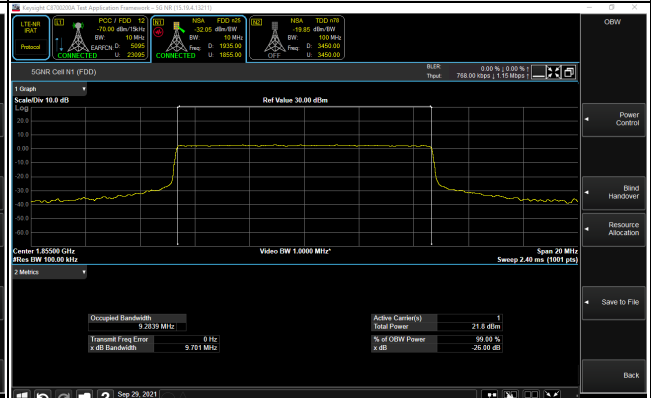 Keysight C8700200A Test Application Framework – 5G NR (15.19.4.13211)
LTE-NR
IRAT
Protocol
L1
PCC / FDD 12
-70.00 dBm/15kHz
BW: 10 MHz
EARFCN: D: 5095
CONNECTED U: 23095
N1
NSA FDD n25
-32.05 dBm/BW
BW: 10 MHz
Freq: D: 1935.00
CONNECTED U: 1855.00
N2
NSA TDD n78
-19.85 dBm/BW
BW: 100 MHz
Freq: D: 3450.00
OFF U: 3450.00
OBW
5GNR Cell N1 (FDD)
BLER: 0.00 % ↓ 0.00 % ↑
Thput: 768.00 kbps ↓ 1.15 Mbps ↑
1 Graph
Scale/Div 10.0 dB
Ref Value 30.00 dBm
Log
20.0
10.0
0.00
-10.0
-20.0
-30.0
-40.0
-50.0
-60.0
Center 1.85500 GHz
Video BW 1.0000 MHz*
Span 20 MHz
#Res BW 100.00 kHz
Sweep 2.40 ms (1001 pts)
2 Metrics
Occupied Bandwidth
9.2839 MHz
Transmit Freq Error 0 Hz
x dB Bandwidth 9.701 MHz
Active Carrier(s) 1
Total Power 21.8 dBm
% of OBW Power 99.00 %
x dB -26.00 dB
Power
Control
Blind
Handover
Resource
Allocation
Save to File
Back
?
Sep 29, 2021